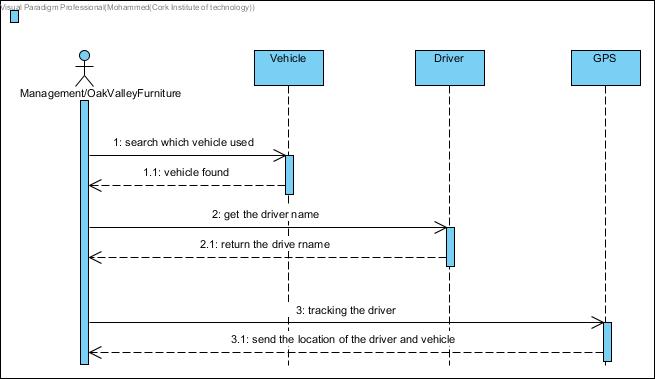 Visual Paradigm Professional(Mohammed(Cork Institute of technology))
Vehicle
Driver
GPS
Management/OakValleyFurniture
1: search which vehicle used
1.1: vehicle found
2: get the driver name
2.1: return the drive rname
3: tracking the driver
3.1: send the location of the driver and vehicle